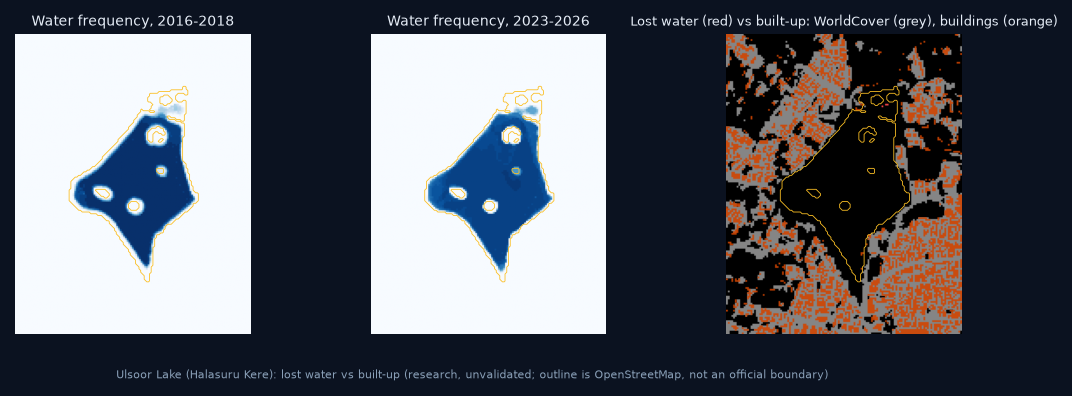 Water frequency, 2016-2018
Water frequency, 2023-2026
Lost water (red) vs built-up: WorldCover (grey), buildings (orange)
Ulsoor Lake (Halasuru Kere): lost water vs built-up (research, unvalidated; outline is OpenStreetMap, not an official boundary)